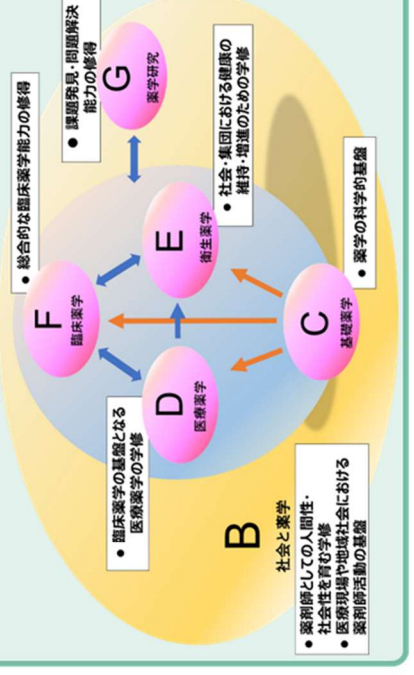 G
薬学研究
● 課題発見・問題解決
能力の修得
F
臨床薬学
● 総合的な臨床薬学能力の修得
E
衛生薬学
● 社会・集団における健康の
維持・増進のための学修
D
医療薬学
● 臨床薬学の基盤となる
医療薬学の学修
C
基礎薬学
● 薬学の科学的基盤
B
社会と薬学
● 薬剤師としての人間性・
社会性を育む学修
● 医療現場や地域社会における
薬剤師活動の基盤